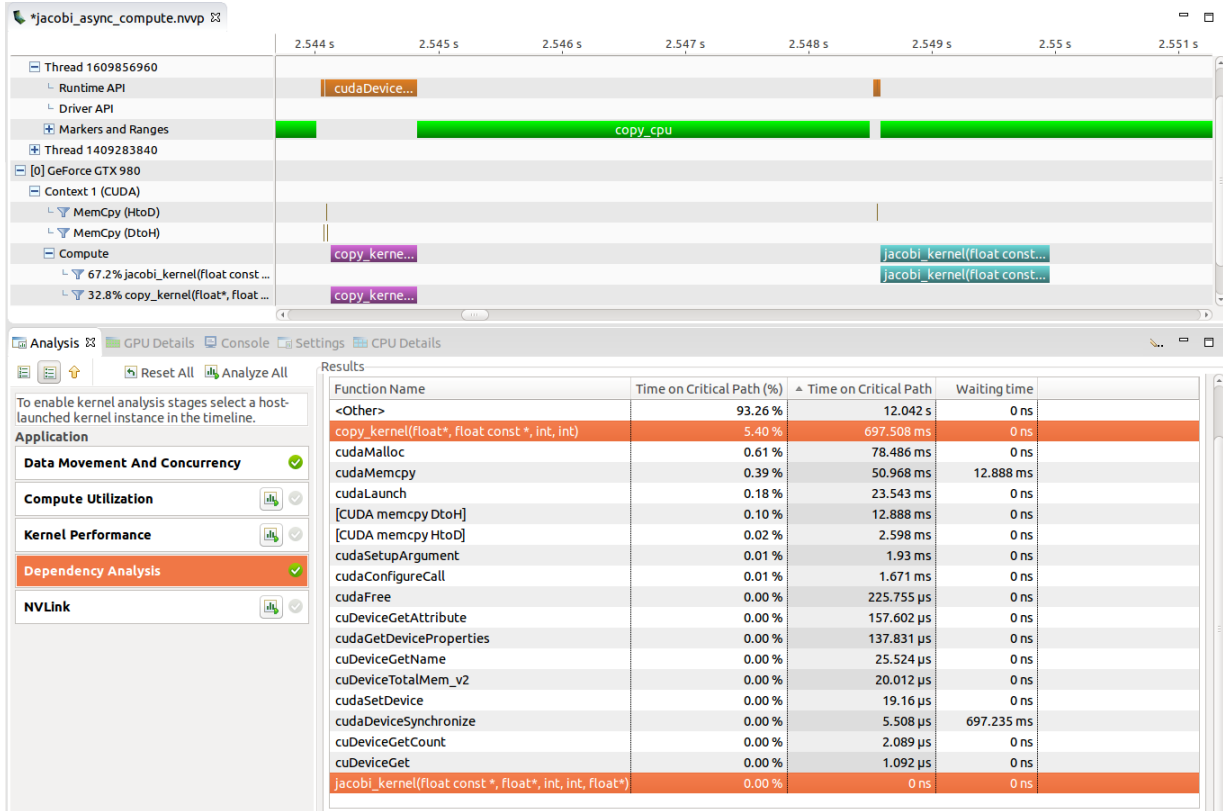 *jacobi_async_compute.nvvp
2.544 s 2.545 s 2.546 s 2.547 s 2.548 s 2.549 s 2.55 s 2.551 s
Thread 1609856960
Runtime API cudaDevice...
Driver API
Markers and Ranges copy_cpu
Thread 1409283840
[0] GeForce GTX 980
Context 1 (CUDA)
MemCpy (HtoD)
MemCpy (DtoH)
Compute copy_kerne... jacobi_kernel(float const...
67.2% jacobi_kernel(float const ... jacobi_kernel(float const...
32.8% copy_kernel(float*, float ... copy_kerne...
Analysis GPU Details Console Settings CPU Details
Reset All Analyze All
To enable kernel analysis stages select a host-
launched kernel instance in the timeline.
Application
Data Movement And Concurrency
Compute Utilization
Kernel Performance
Dependency Analysis
NVLink
Results
Function Name Time on Critical Path (%) Time on Critical Path Waiting time
<Other> 93.26 % 12.042 s 0 ns
copy_kernel(float*, float const *, int, int) 5.40 % 697.508 ms 0 ns
cudaMalloc 0.61 % 78.486 ms 0 ns
cudaMemcpy 0.39 % 50.968 ms 12.888 ms
cudaLaunch 0.18 % 23.543 ms 0 ns
[CUDA memcpy DtoH] 0.10 % 12.888 ms 0 ns
[CUDA memcpy HtoD] 0.02 % 2.598 ms 0 ns
cudaSetupArgument 0.01 % 1.93 ms 0 ns
cudaConfigureCall 0.01 % 1.671 ms 0 ns
cudaFree 0.00 % 225.755 µs 0 ns
cuDeviceGetAttribute 0.00 % 157.602 µs 0 ns
cudaGetDeviceProperties 0.00 % 137.831 µs 0 ns
cuDeviceGetName 0.00 % 25.524 µs 0 ns
cuDeviceTotalMem_v2 0.00 % 20.012 µs 0 ns
cudaSetDevice 0.00 % 19.16 µs 0 ns
cudaDeviceSynchronize 0.00 % 5.508 µs 697.235 ms
cuDeviceGetCount 0.00 % 2.089 µs 0 ns
cuDeviceGet 0.00 % 1.092 µs 0 ns
jacobi_kernel(float const *, float*, int, int, float*) 0.00 % 0 ns 0 ns